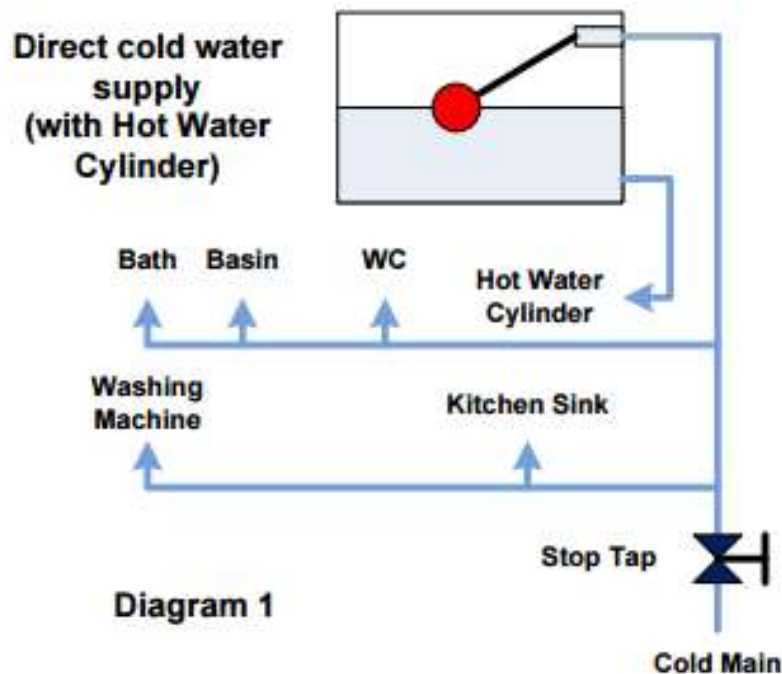 Direct cold water
supply
(with Hot Water
Cylinder)
Bath
Basin
WC
Hot Water
Cylinder
Washing
Machine
Kitchen Sink
Stop Tap
Diagram 1
Cold Main